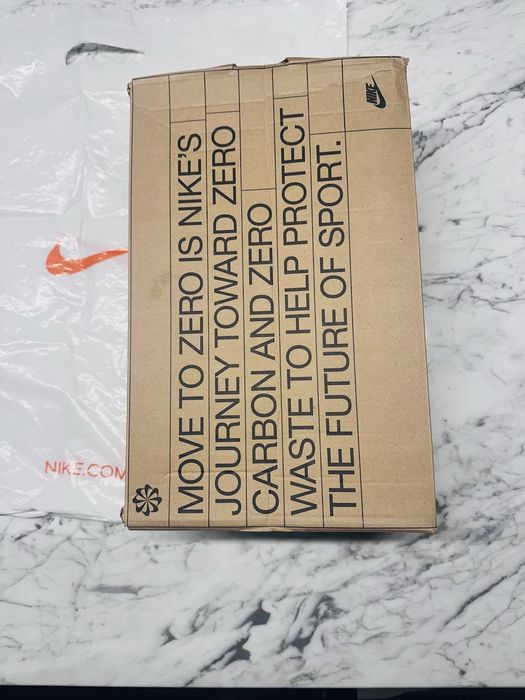 MOVE TO ZERO IS NIKE'S
JOURNEY TOWARD ZERO
CARBON AND ZERO
WASTE TO HELP PROTECT
THE FUTURE OF SPORT.
NIKE
NIKE.COM